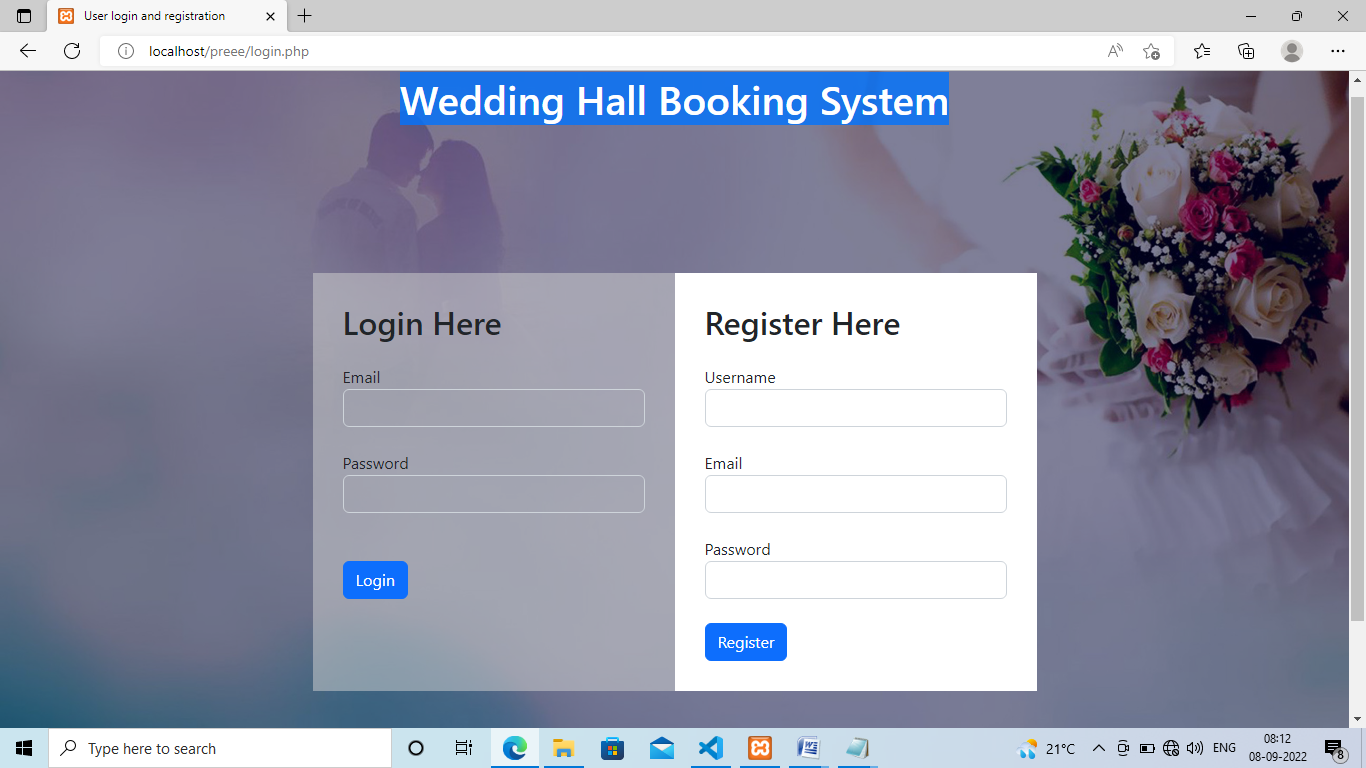 User login and registration
localhost/preee/login.php
Wedding Hall Booking System
Login Here
Email
Password
Login
Register Here
Username
Email
Password
Register
Type here to search
21°C
ENG
08:12
08-09-2022
8